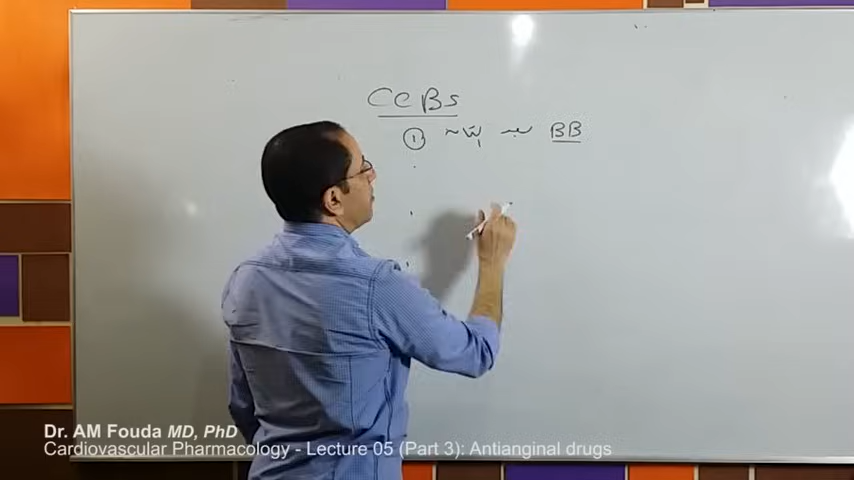 CCBs
① BB
Dr. AM Fouda MD, PhD
Cardiovascular Pharmacology - Lecture 05 (Part 3): Antianginal drugs